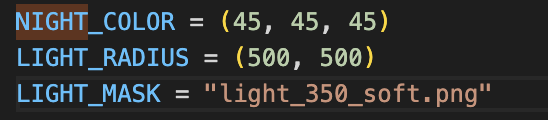 NIGHT_COLOR = (45, 45, 45)
LIGHT_RADIUS = (500, 500)
LIGHT_MASK = "light_350_soft.png"